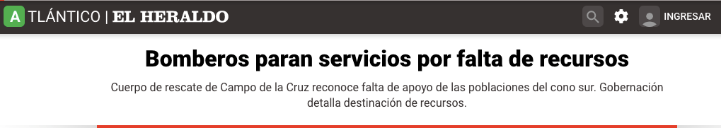 A TLÁNTICO | EL HERALDO INGRESAR
Bomberos paran servicios por falta de recursos
Cuerpo de rescate de Campo de la Cruz reconoce falta de apoyo de las poblaciones del cono sur. Gobernación
detalla destinación de recursos.